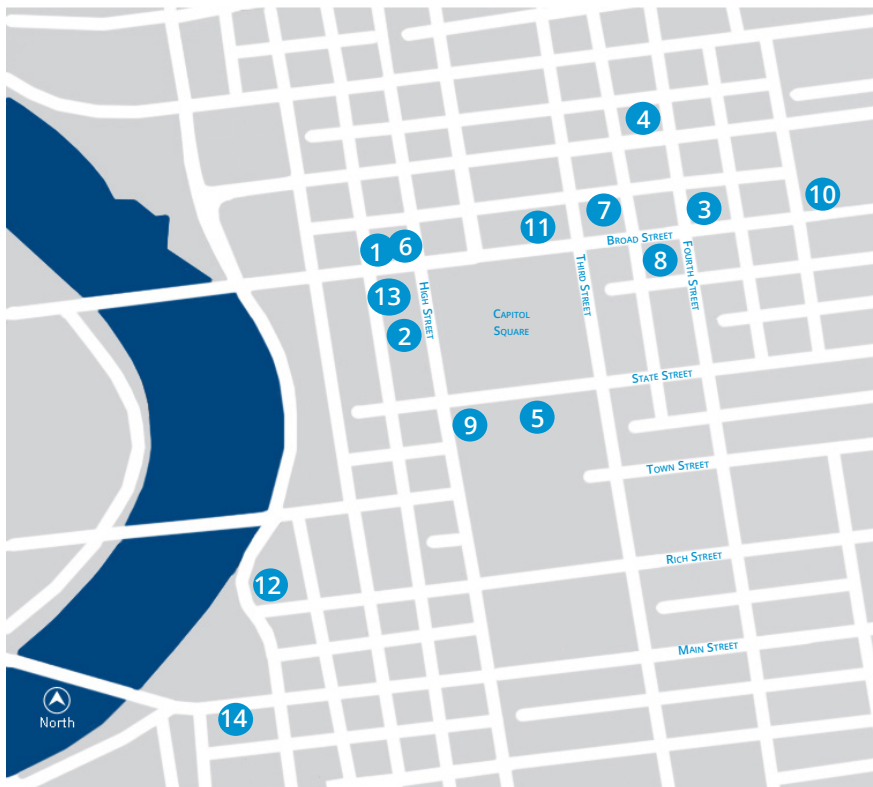 4
10
7
3
11
Broad Street
1
6
8
Third Street
Fourth Street
13
High Street
Capitol
Square
2
State Street
9
5
Town Street
Rich Street
12
Main Street
North
14